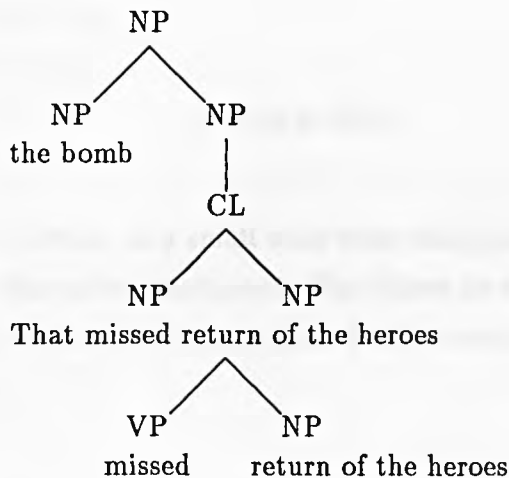 NP
NP NP
the bomb
CL
NP NP
That missed return of the heroes
VP NP
missed return of the heroes